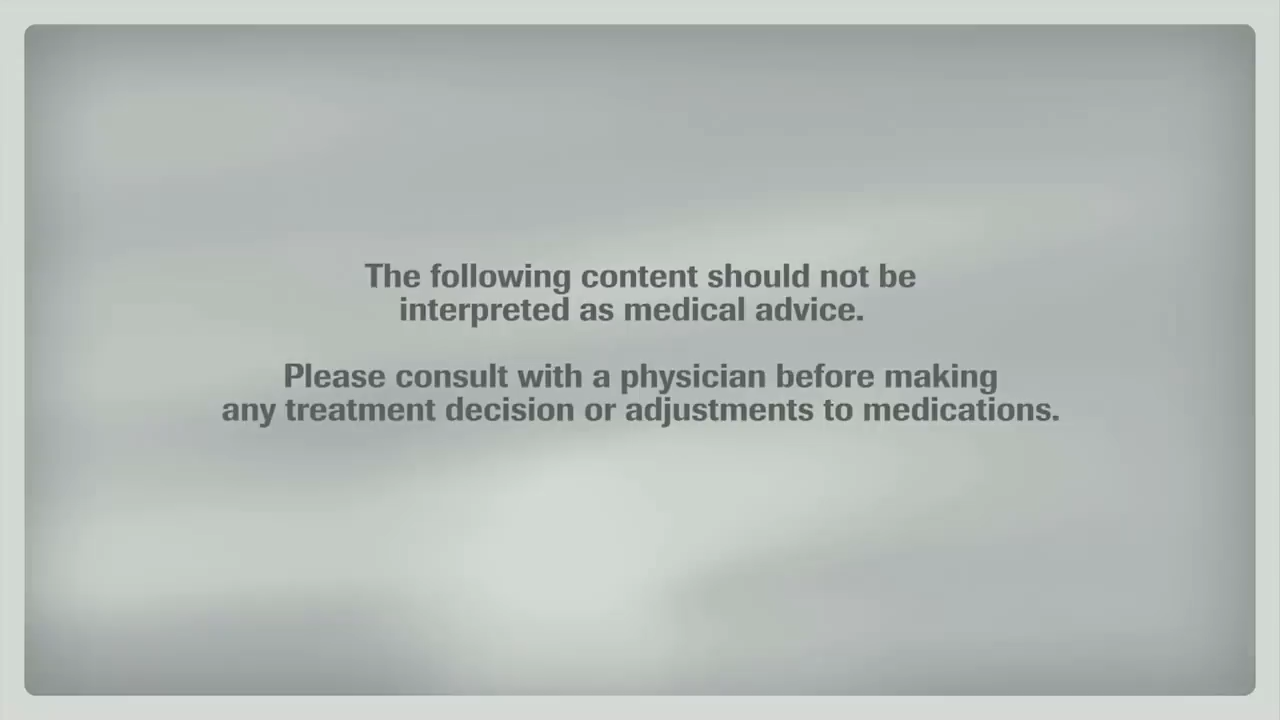 The following content should not be
interpreted as medical advice.
Please consult with a physician before making
any treatment decision or adjustments to medications.